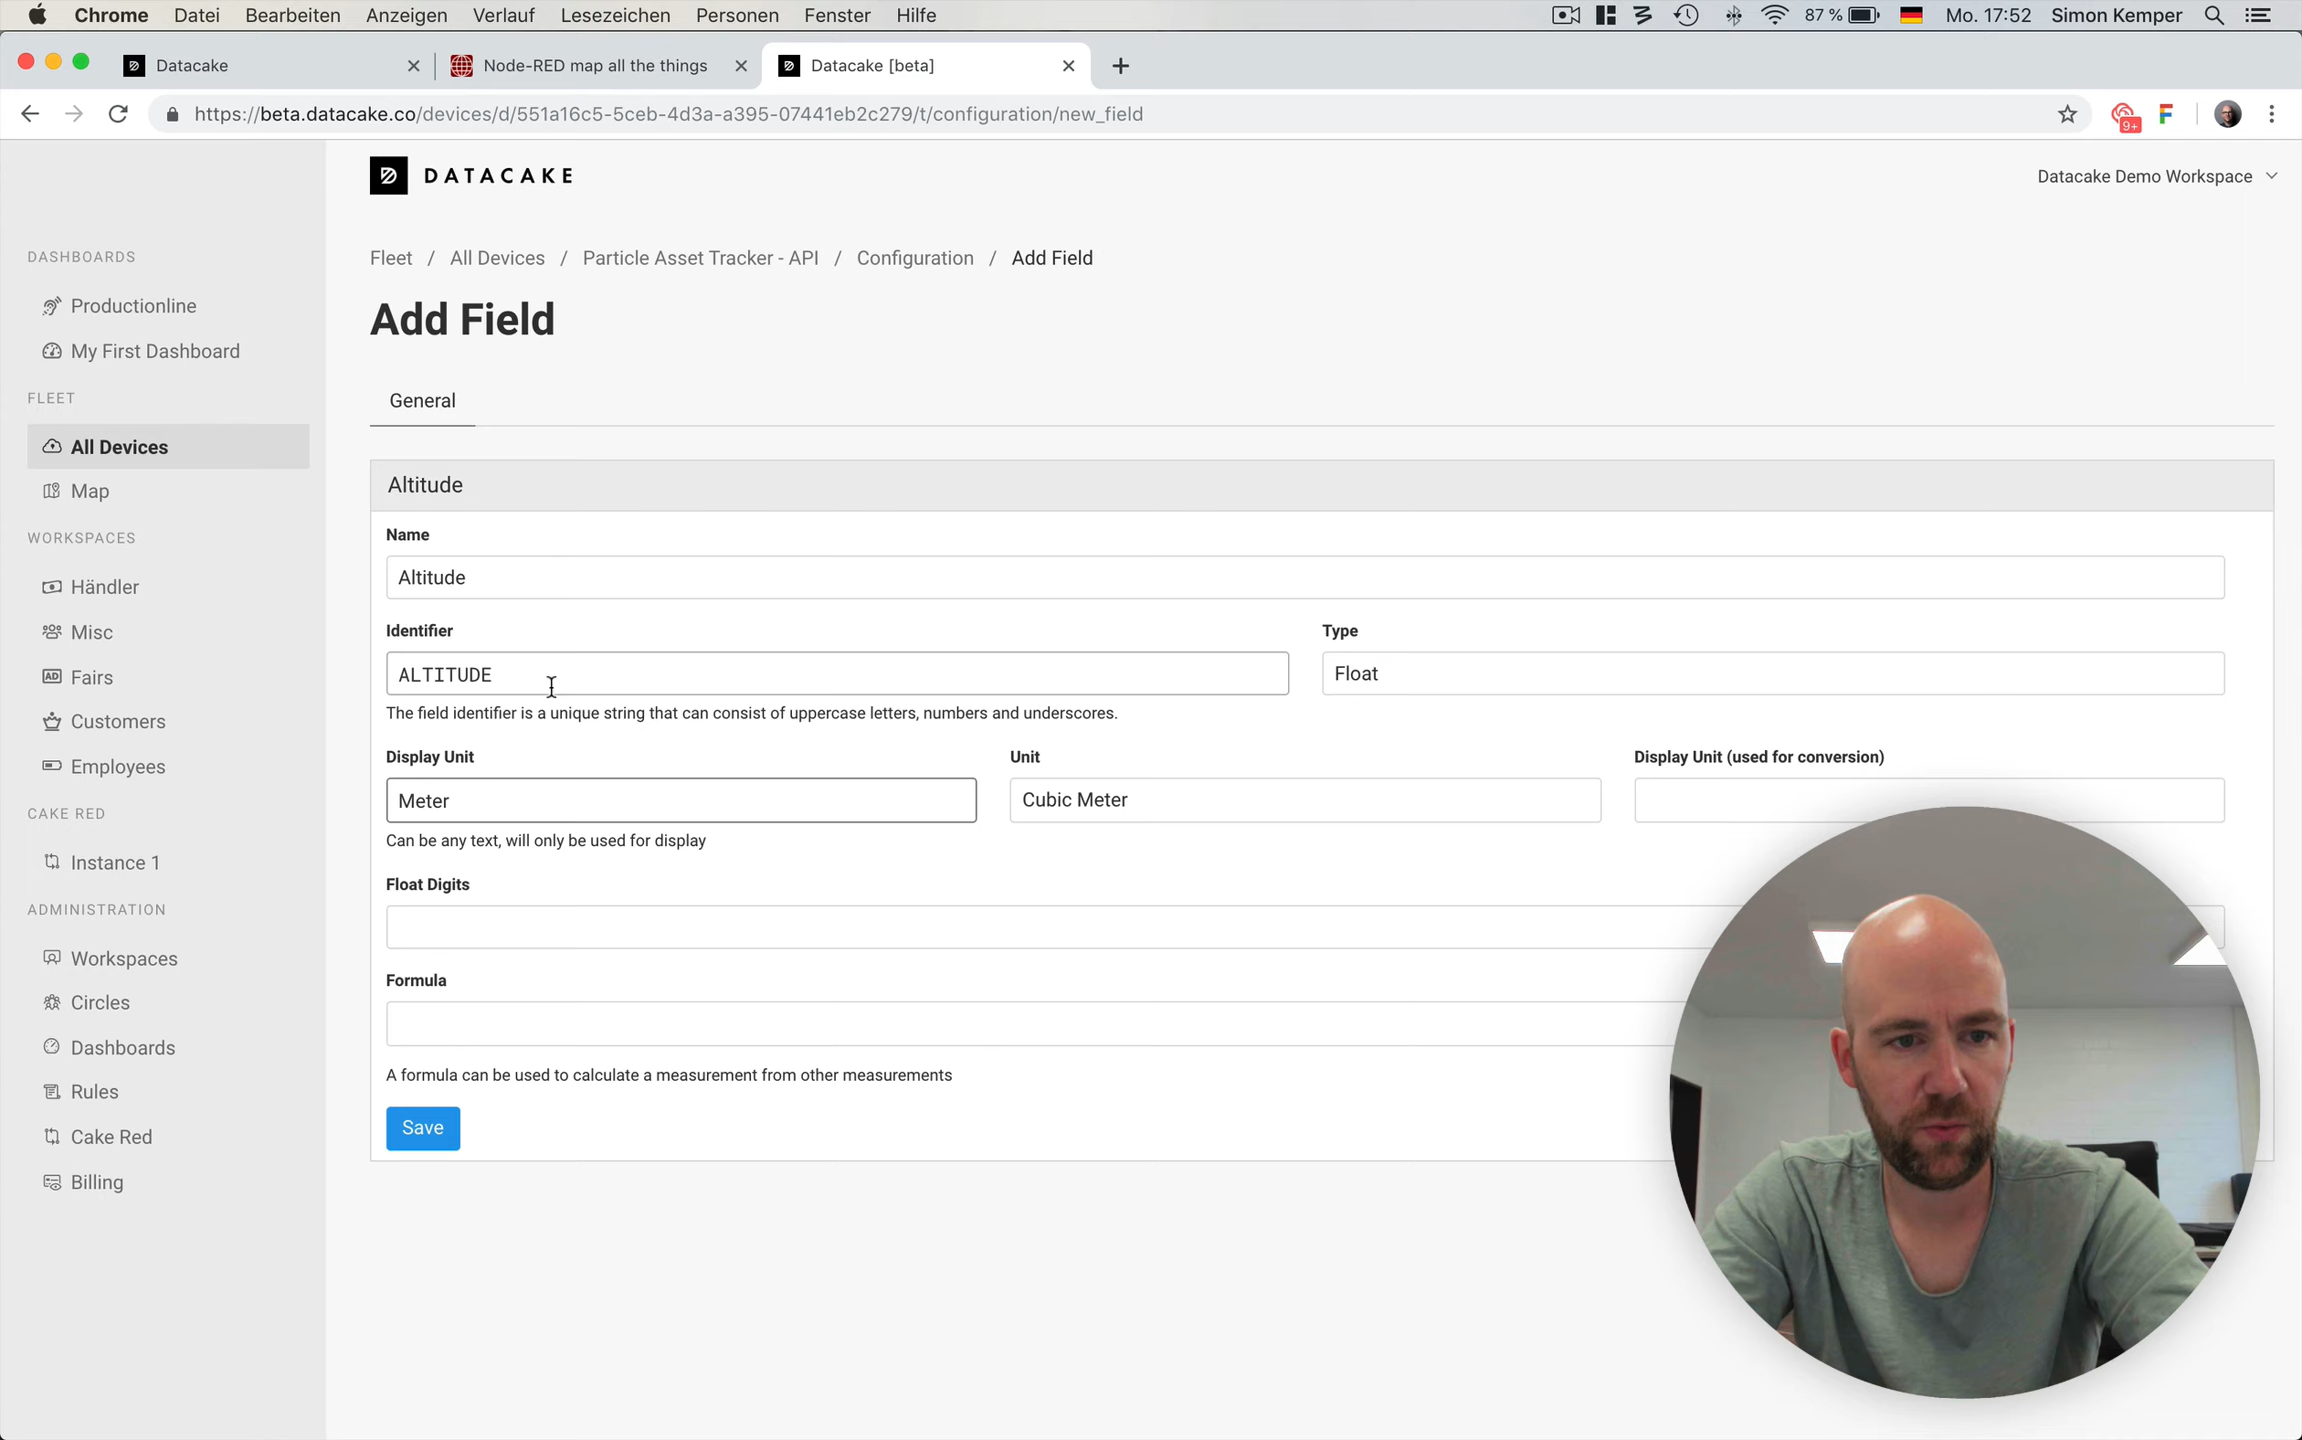 Chrome Datei Bearbeiten Anzeigen Verlauf Lesezeichen Personen Fenster Hilfe 87 % Mo. 17:52 Simon Kemper
Datacake Node-RED map all the things Datacake [beta]
https://beta.datacake.co/devices/d/551a16c5-5ceb-4d3a-a395-07441eb2c279/t/configuration/new_field 9+
DATACAKE
Datacake Demo Workspace
DASHBOARDS
Productionline
My First Dashboard
FLEET
All Devices
Map
WORKSPACES
Händler
Misc
Fairs
Customers
Employees
CAKE RED
Instance 1
ADMINISTRATION
Workspaces
Circles
Dashboards
Rules
Cake Red
Billing
Fleet / All Devices / Particle Asset Tracker - API / Configuration / Add Field
Add Field
General
Altitude
Name
Altitude
Identifier Type
ALTITUDE Float
The field identifier is a unique string that can consist of uppercase letters, numbers and underscores.
Display Unit Unit Display Unit (used for conversion)
Meter Cubic Meter
Can be any text, will only be used for display
Float Digits
Formula
A formula can be used to calculate a measurement from other measurements
Save